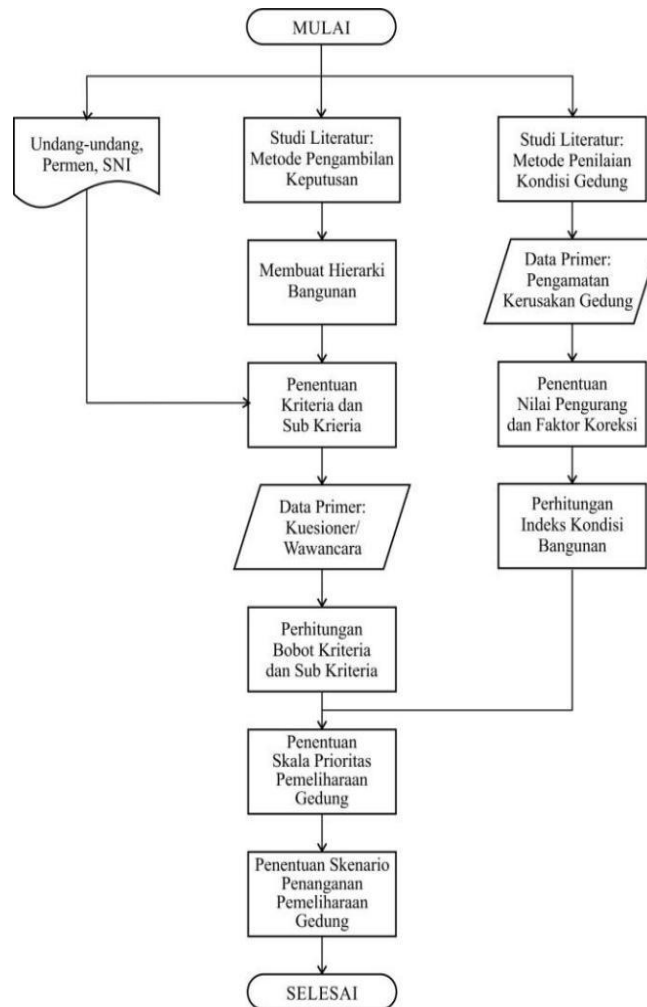 MULAI
Undang-undang,
Permen, SNI
Studi Literatur:
Metode Pengambilan
Keputusan
Studi Literatur:
Metode Penilaian
Kondisi Gedung
Membuat Hierarki
Bangunan
Data Primer:
Pengamatan
Kerusakan Gedung
Penentuan
Kriteria dan
Sub Krieria
Penentuan
Nilai Pengurang
dan Faktor Koreksi
Data Primer:
Kuesioner/
Wawancara
Perhitungan
Indeks Kondisi
Bangunan
Perhitungan
Bobot Kriteria
dan Sub Kriteria
Penentuan
Skala Prioritas
Pemeliharaan
Gedung
Penentuan Skenario
Penanganan
Pemeliharaan
Gedung
SELESAI